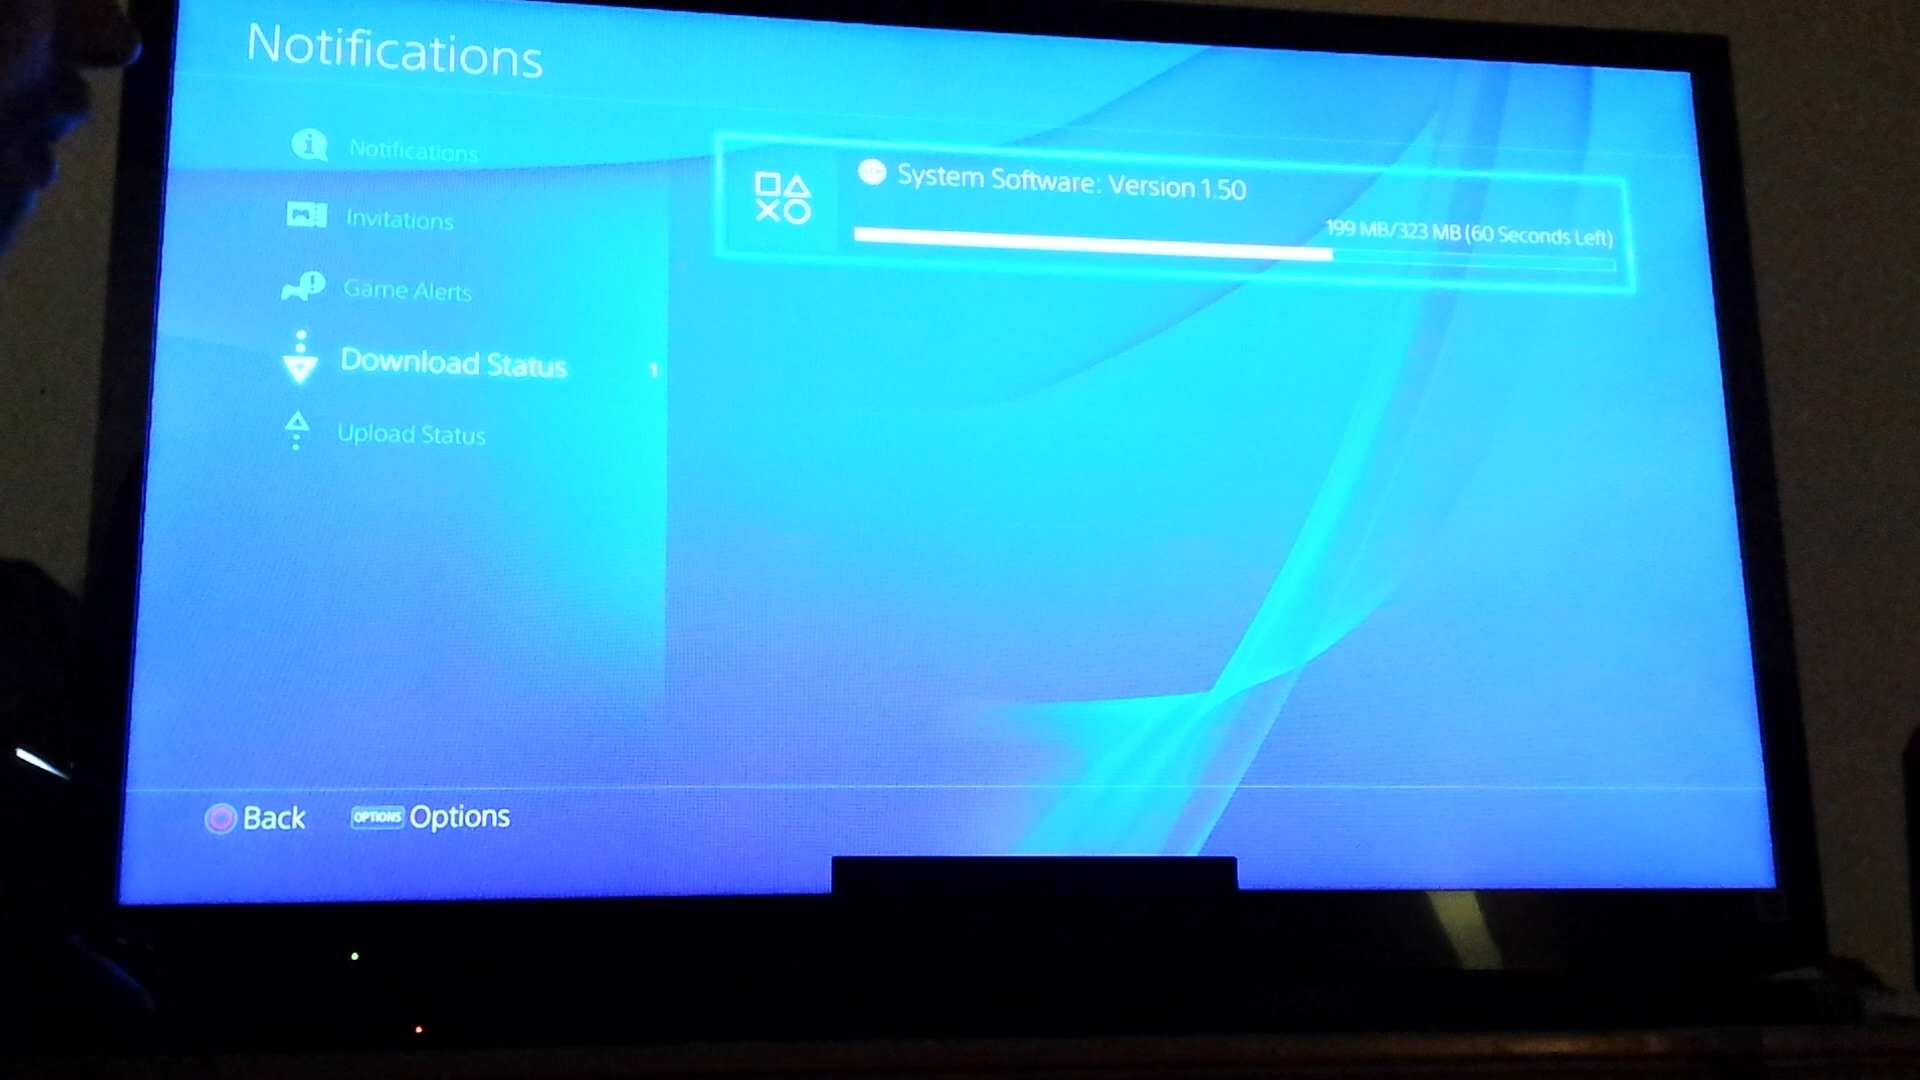 Notifications
Notifications
Invitations
Game Alerts
Download Status 1
Upload Status
System Software: Version 1.50
199 MB/323 MB (60 Seconds Left)
Back OPTIONS Options